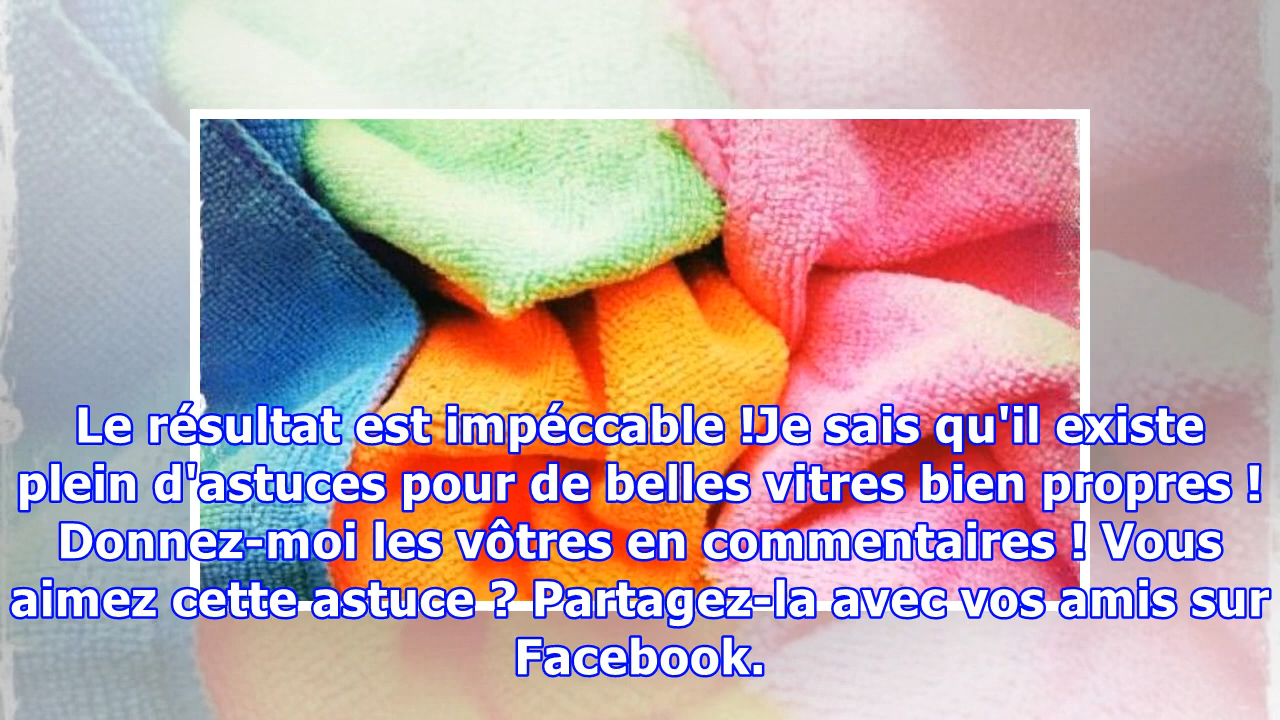 Le résultat est impéccable !Je sais qu'il existe
plein d'astuces pour de belles vitres bien propres !
Donnez-moi les vôtres en commentaires ! Vous
aimez cette astuce ? Partagez-la avec vos amis sur
Facebook.